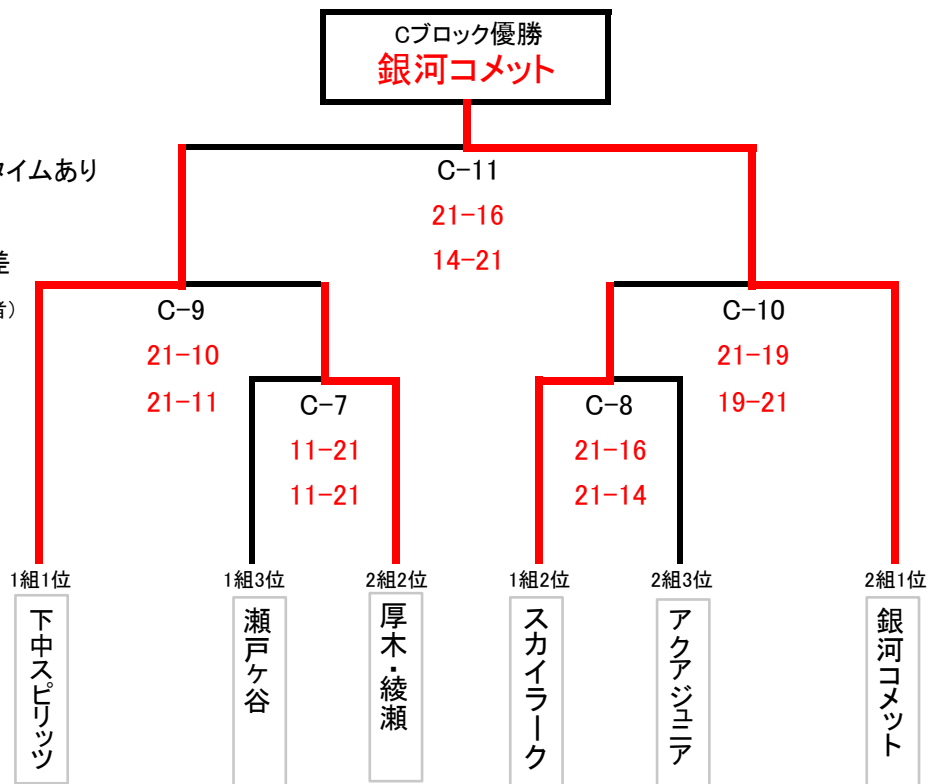 Cブロック優勝
銀河コメット
イムあり
C-11
21-16
14-21
差
者）
C-9
21-10
21-11
C-10
21-19
19-21
C-7
11-21
11-21
C-8
21-16
21-14
1組1位
1組3位
2組2位
1組2位
2組3位
2組1位
下中スピリッツ
瀬戸ヶ谷
厚木・綾瀬
スカイラーク
アクアジュニア
銀河コメット